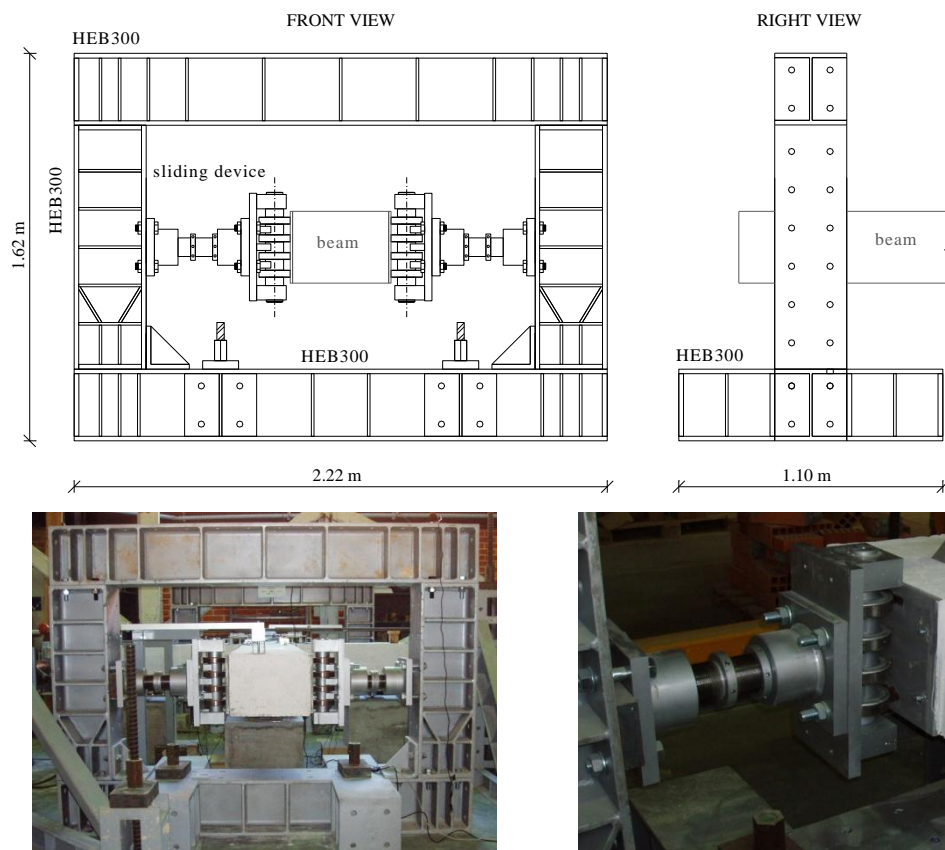 FRONT VIEW
RIGHT VIEW
HEB300
sliding device
HEB300
1.62 m
beam
beam
HEB300
HEB300
2.22 m
1.10 m